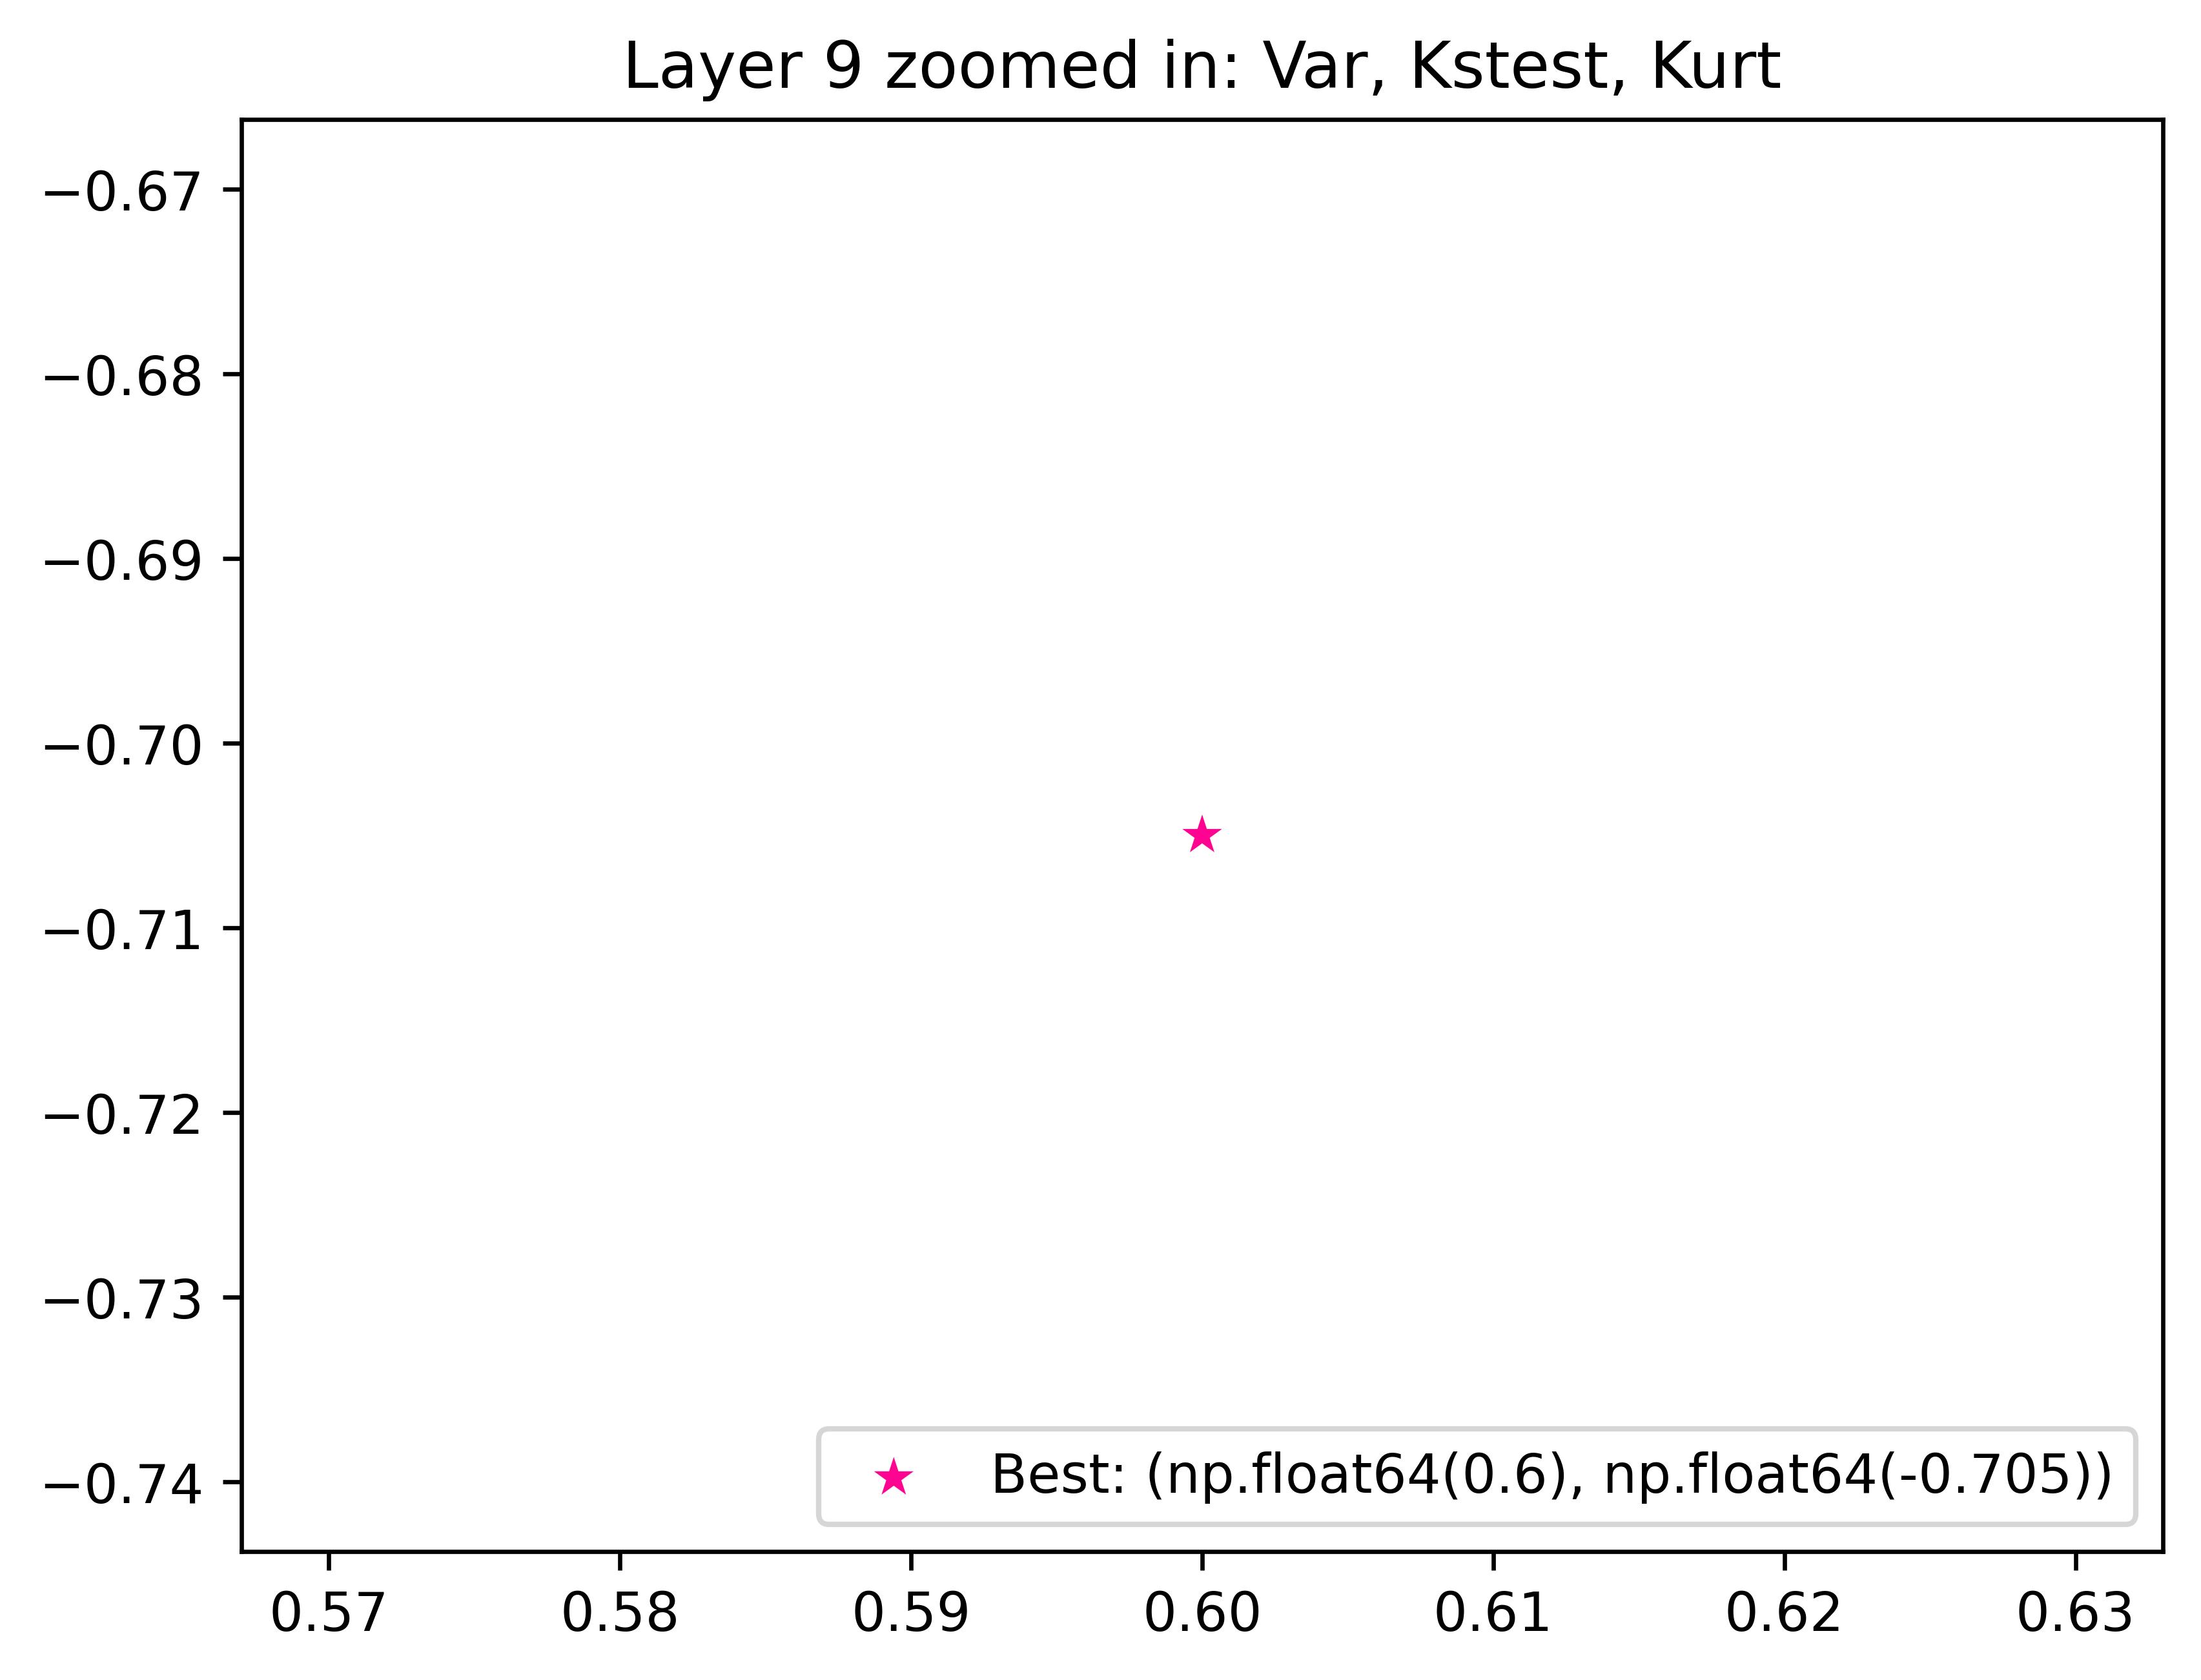 Layer 9 zoomed in: Var, Kstest, Kurt
−0.67
−0.68
−0.69
−0.70
−0.71
−0.72
−0.73
−0.74
Best: (np.float64(0.6), np.float64(-0.705))
0.57 0.58 0.59 0.60 0.61 0.62 0.63